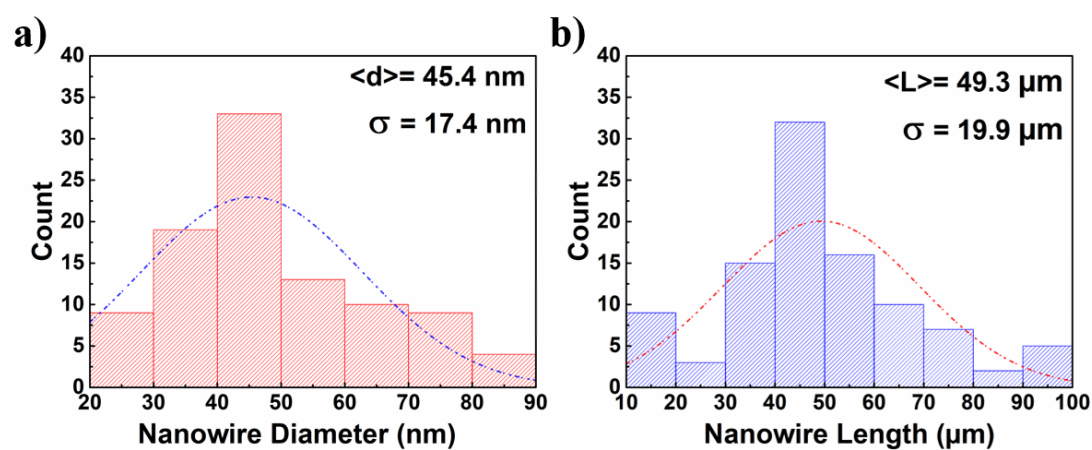 a)
<d>= 45.4 nm
σ = 17.4 nm
Count
40
35
30
25
20
15
10
5
0
20 30 40 50 60 70 80 90
Nanowire Diameter (nm)
b)
<L>= 49.3 µm
σ = 19.9 µm
Count
40
35
30
25
20
15
10
5
0
10 20 30 40 50 60 70 80 90 100
Nanowire Length (µm)